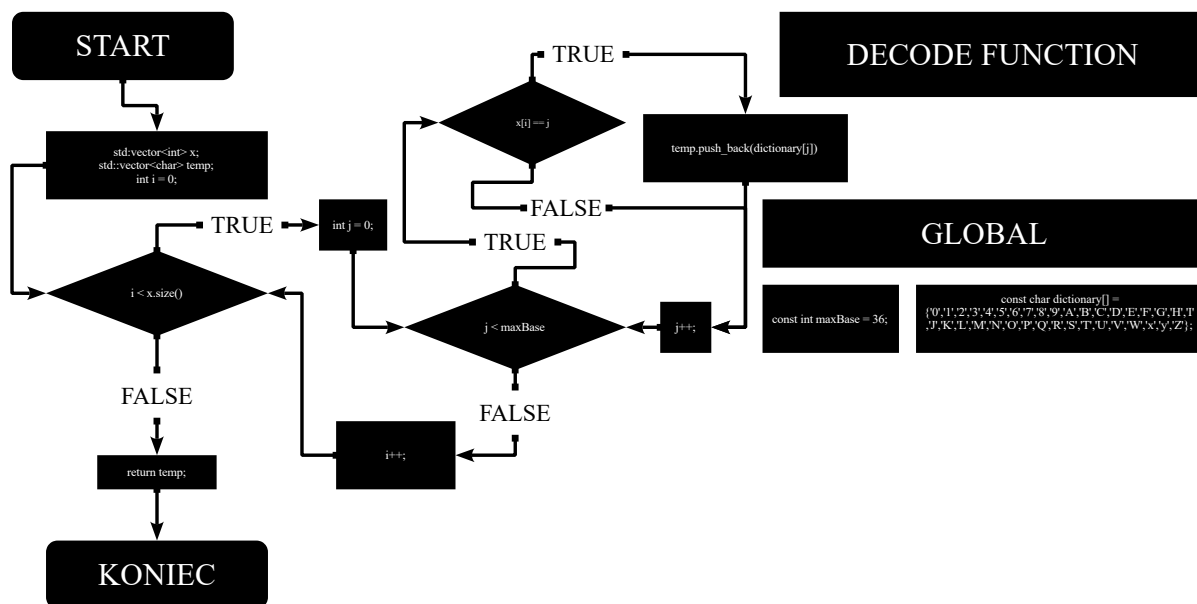 START
std:vector<int> x;
std::vector<char> temp;
int i = 0;
i < x.size()
TRUE
FALSE
return temp;
KONIEC
int j = 0;
j < maxBase
TRUE
FALSE
i++;
x[i] == j
TRUE
FALSE
temp.push_back(dictionary[j])
j++;
DECODE FUNCTION
GLOBAL
const int maxBase = 36;
const char dictionary[] =
{'0','1','2','3','4','5','6','7','8','9','A','B','C','D','E','F','G','H','I'
,'J','K','L','M','N','O','P','Q','R','S','T','U','V','W','x','y','Z'};